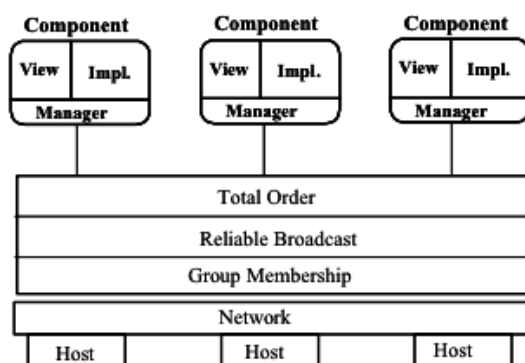 Component Component Component
View Impl. View Impl. View Impl.
Manager Manager Manager
Total Order
Reliable Broadcast
Group Membership
Network
Host Host Host